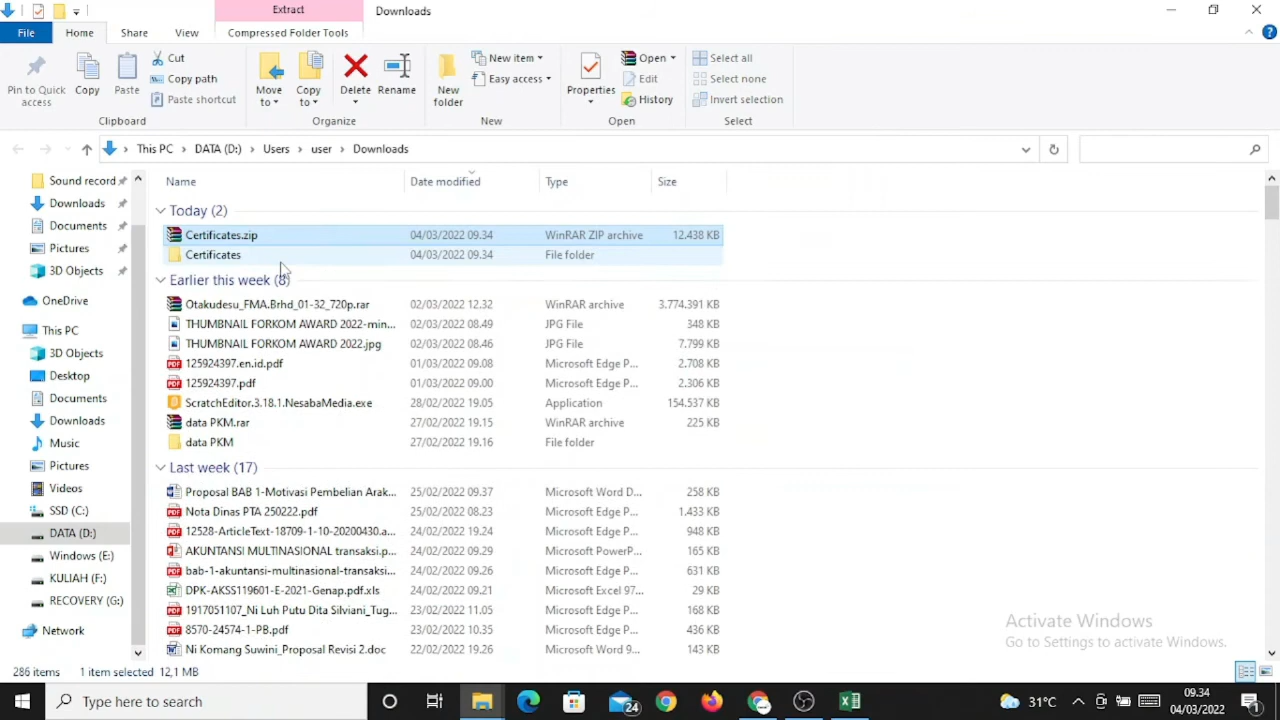 Extract
Downloads
File
Home
Share
View
Compressed Folder Tools
Pin to Quick access
Copy
Paste
Cut
Copy path
Paste shortcut
Move to
Copy to
Delete
Rename
New folder
New item
Easy access
Properties
Open
Edit
History
Select all
Select none
Invert selection
Clipboard
Organize
New
Open
Select
This PC
DATA (D:)
Users
user
Downloads
Name
Date modified
Type
Size
Sound record
Downloads
Documents
Pictures
3D Objects
OneDrive
This PC
3D Objects
Desktop
Documents
Downloads
Music
Pictures
Videos
SSD (C:)
DATA (D:)
Windows (E:)
KULIAH (F:)
RECOVERY (G:)
Network
Today (2)
Certificates.zip 04/03/2022 09.34 WinRAR ZIP archive 12.438 KB
Certificates 04/03/2022 09.34 File folder
Earlier this week (8)
Otakudesu_FMA.Brhd_01-32_720p.rar 02/03/2022 12.32 WinRAR archive 3.774.391 KB
THUMBNAIL FORKOM AWARD 2022-min... 02/03/2022 08.49 JPG File 348 KB
THUMBNAIL FORKOM AWARD 2022.jpg 02/03/2022 08.46 JPG File 7.799 KB
125924397.en.id.pdf 01/03/2022 09.08 Microsoft Edge P... 2.708 KB
125924397.pdf 01/03/2022 09.00 Microsoft Edge P... 2.306 KB
ScratchEditor.3.18.1.NesabaMedia.exe 28/02/2022 19.05 Application 154.537 KB
data PKM.rar 27/02/2022 19.15 WinRAR archive 225 KB
data PKM 27/02/2022 19.16 File folder
Last week (17)
Proposal BAB 1-Motivasi Pembelian Arak... 25/02/2022 09.37 Microsoft Word D... 258 KB
Nota Dinas PTA 250222.pdf 25/02/2022 08.23 Microsoft Edge P... 1.433 KB
12528-ArticleText-18709-1-10-20200430.a... 24/02/2022 19.24 Microsoft Edge P... 948 KB
AKUNTANSI MULTINASIONAL transaksi.p... 24/02/2022 09.29 Microsoft PowerP... 165 KB
bab-1-akuntansi-multinasional-transaksi... 24/02/2022 09.26 Microsoft Edge P... 631 KB
DPK-AKSS119601-E-2021-Genap.pdf.xls 24/02/2022 09.21 Microsoft Excel 97... 29 KB
1917051107_Ni Luh Putu Dita Silviani_Tug... 23/02/2022 11.05 Microsoft Edge P... 168 KB
8570-24574-1-PB.pdf 23/02/2022 10.35 Microsoft Edge P... 436 KB
Ni Komang Suwini_Proposal Revisi 2.doc 22/02/2022 19.26 Microsoft Word 9... 143 KB
Activate Windows
Go to Settings to activate Windows.
286 items
1 item selected 12,1 MB
Type here to search
24
31°C
09.34
04/03/2022
1